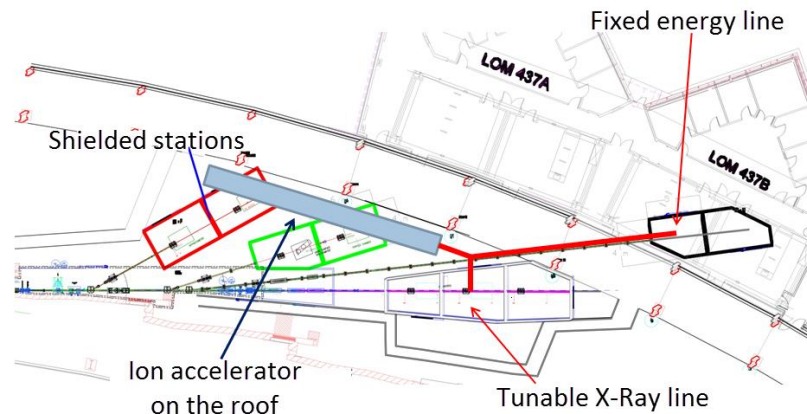 Fixed energy line
LOM 437A
Shielded stations
LOM 437B
Ion accelerator
on the roof
Tunable X-Ray line